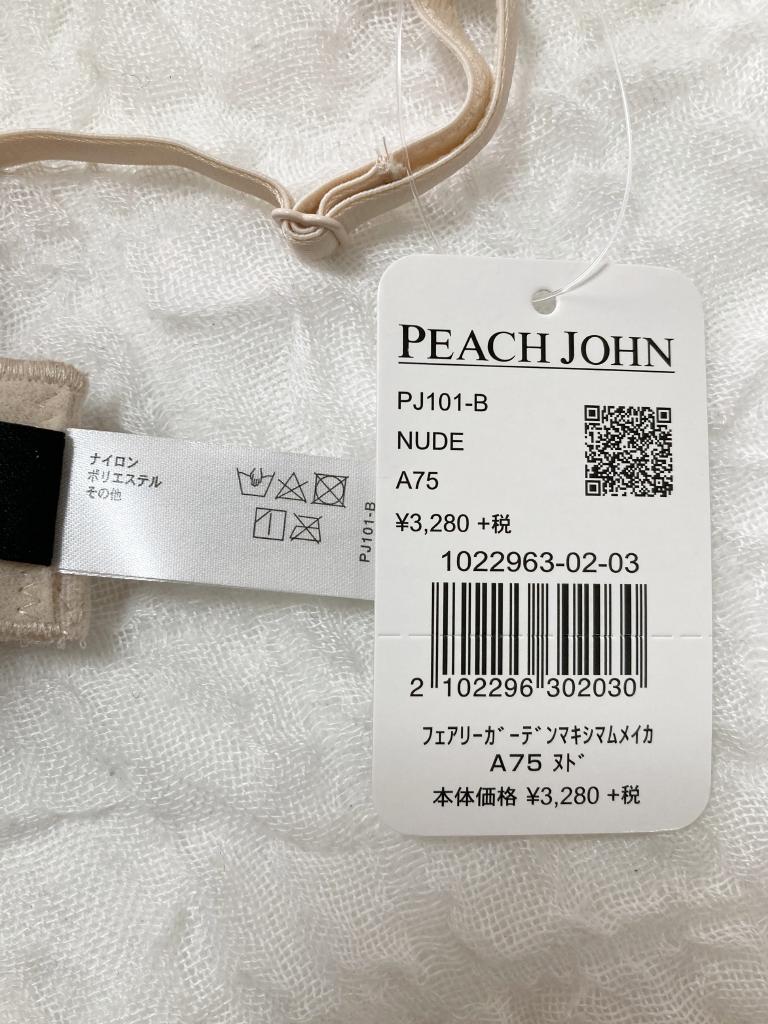 PEACH JOHN
PJ101-B
NUDE
A75
¥3,280 +税
1022963-02-03
2 102296 302030
フェアリーガーデンマキシマムメイカ
A75 ヌド
本体価格 ¥3,280 +税
ナイロン
ポリエステル
その他
PJ101-B